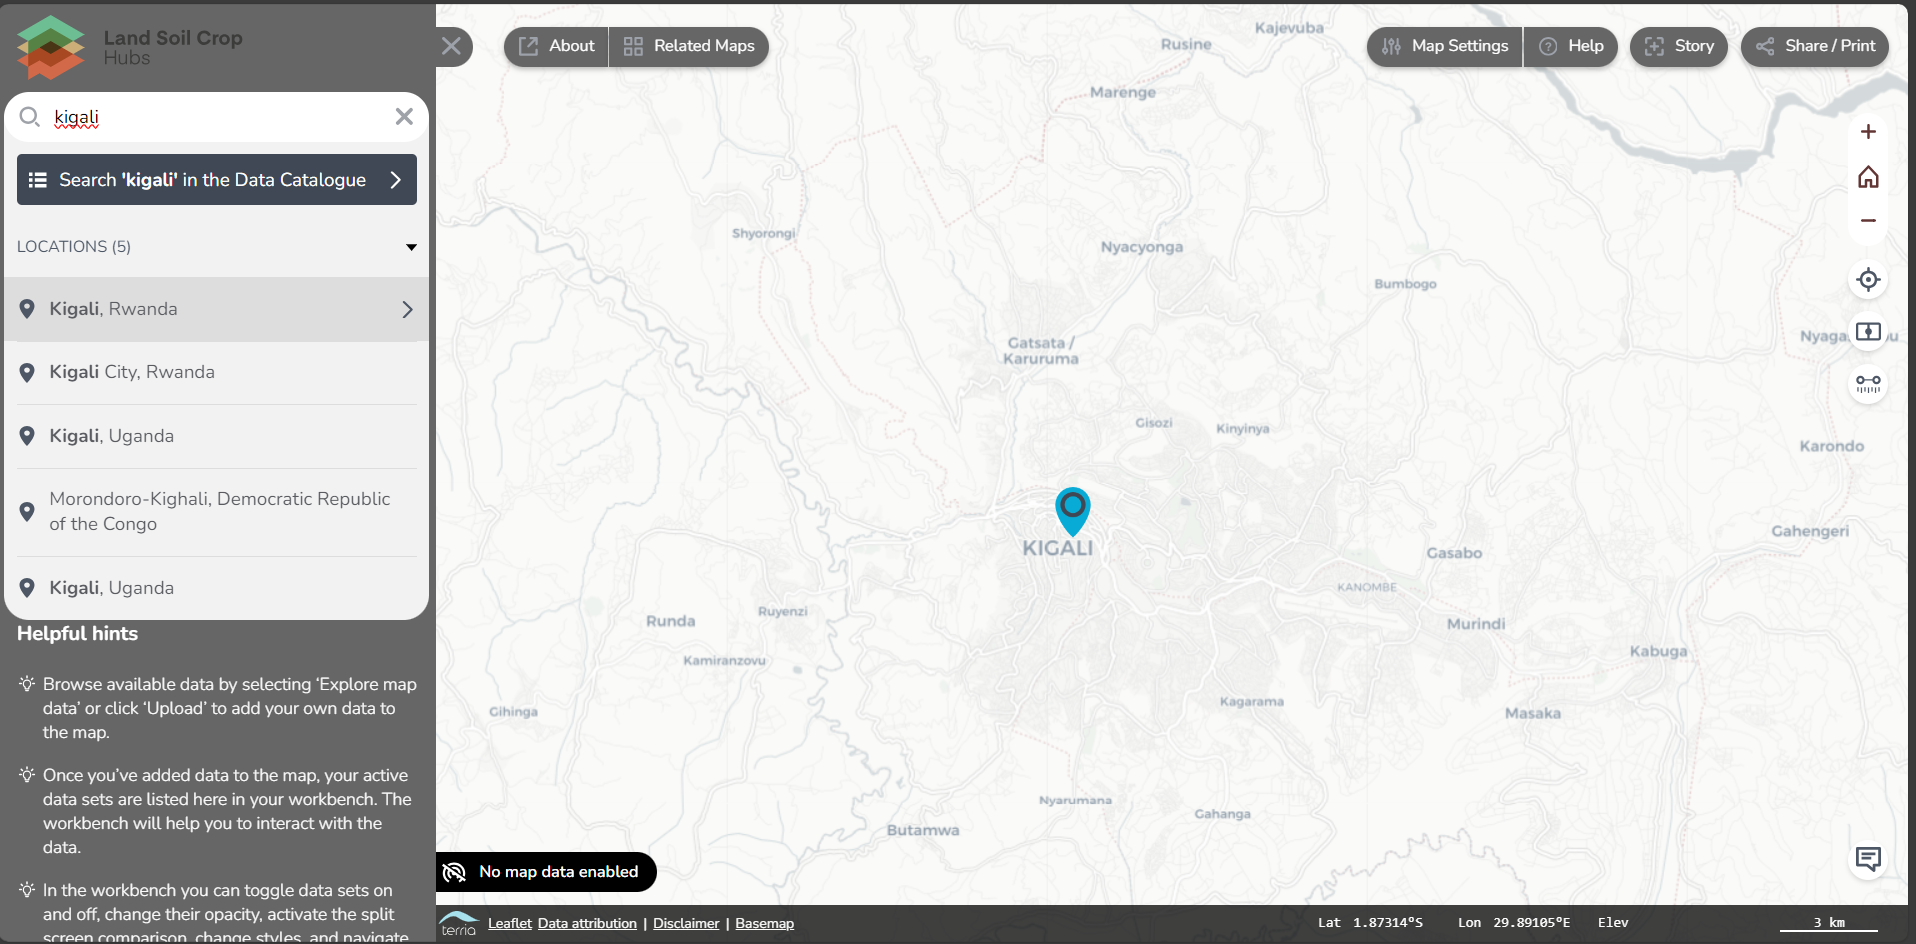 Land Soil Crop
Hubs
kigali
Search 'kigali' in the Data Catalogue
LOCATIONS (5)
Kigali, Rwanda
Kigali City, Rwanda
Kigali, Uganda
Morondoro-Kighali, Democratic Republic
of the Congo
Kigali, Uganda
Helpful hints
Browse available data by selecting ‘Explore map
data’ or click ‘Upload’ to add your own data to
the map.
Once you’ve added data to the map, your active
data sets are listed here in your workbench. The
workbench will help you to interact with the
data.
In the workbench you can toggle data sets on
and off, change their opacity, activate the split
screen comparison, change styles, and navigate
About
Related Maps
Map Settings
Help
Story
Share / Print
Kajevuba
Rusine
Marenge
Shyorongi
Nyacyonga
Bumbogo
Gatsata /
Karuruma
Gisozi
Kinyinya
Karondo
KIGALI
Gahengeri
Gasabo
KANOMBE
Ruyenzi
Runda
Murindi
Kabuga
Kamiranzovu
Kagarama
Gihinga
Masaka
Nyarumana
Gahanga
Butamwa
No map data enabled
terria
Leaflet Data attribution | Disclaimer | Basemap
Lat 1.87314°S Lon 29.89105°E Elev
3 km